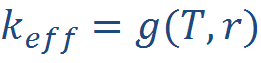 k_eff = g(T,r)